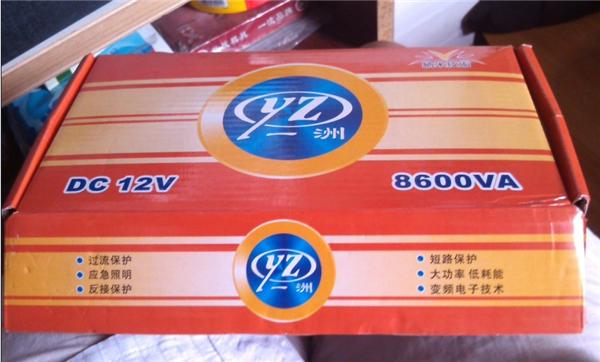 YZ
一洲
DC 12V
8600VA
过流保护
应急照明
反接保护
YZ
一洲
短路保护
大功率 低耗能
变频电子技术